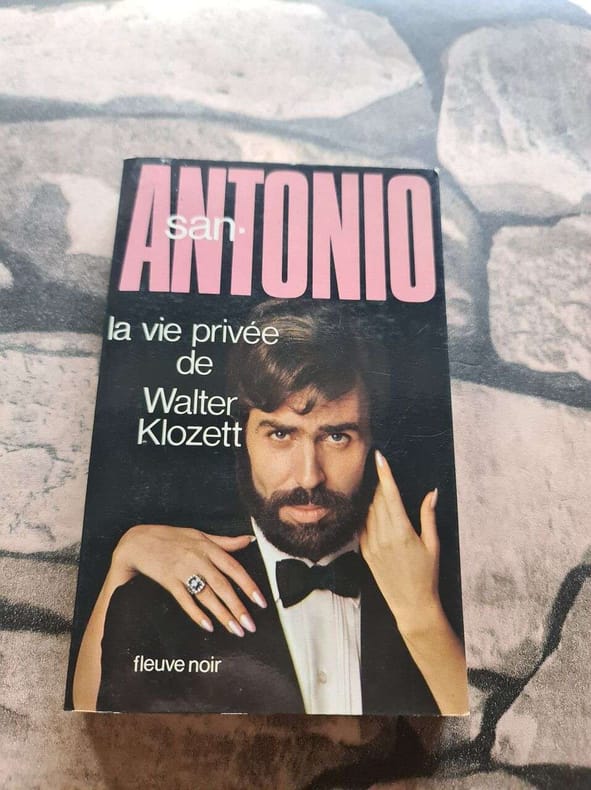 san-
ANTONIO
la vie privée
de
Walter
Klozett
fleuve noir